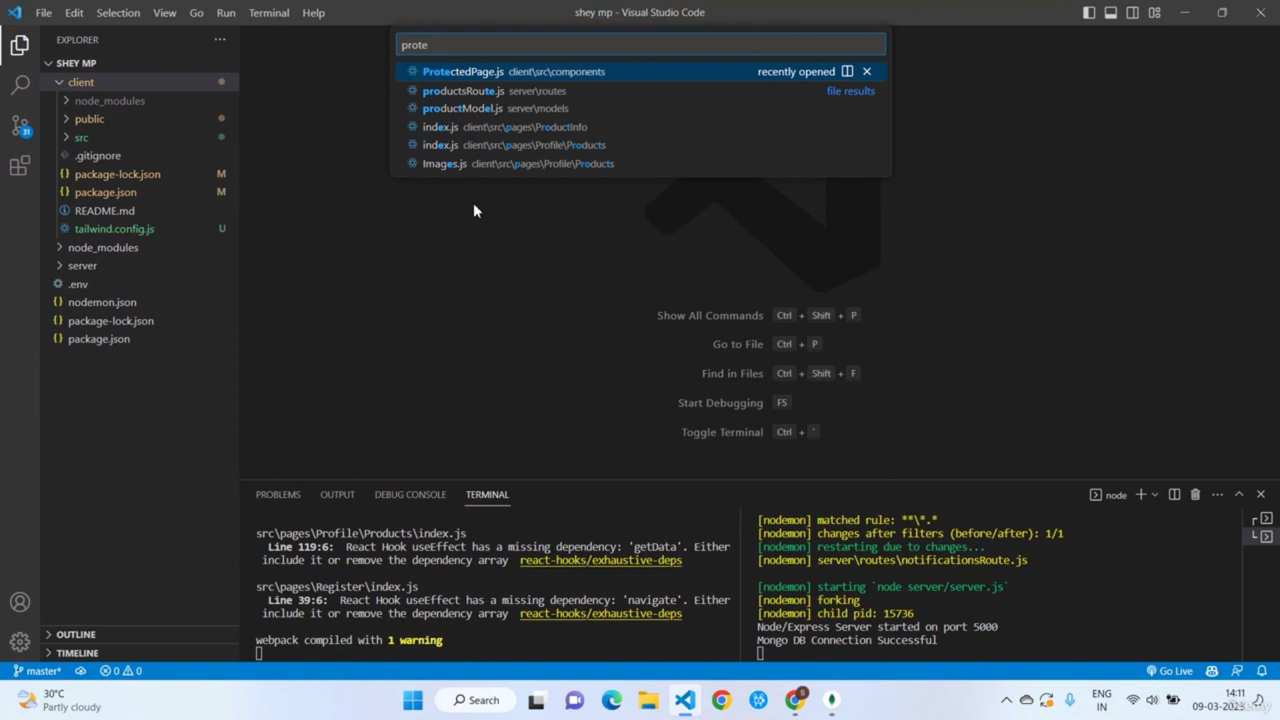 File Edit Selection View Go Run Terminal Help
shey mp - Visual Studio Code
EXPLORER
SHEY MP
client
node_modules
public
src
.gitignore
package-lock.json M
package.json M
README.md
tailwind.config.js U
node_modules
server
.env
nodemon.json
package-lock.json
package.json
OUTLINE
TIMELINE
prote
ProtectedPage.js client\src\components recently opened
productsRoute.js server\routes file results
productModel.js server\models
index.js client\src\pages\ProductInfo
index.js client\src\pages\Profile\Products
Images.js client\src\pages\Profile\Products
Show All Commands Ctrl + Shift + P
Go to File Ctrl + P
Find in Files Ctrl + Shift + F
Start Debugging F5
Toggle Terminal Ctrl + `
PROBLEMS OUTPUT DEBUG CONSOLE TERMINAL
node
src\pages\Profile\Products\index.js
Line 119:6: React Hook useEffect has a missing dependency: 'getData'. Either
include it or remove the dependency array react-hooks/exhaustive-deps
src\pages\Register\index.js
Line 39:6: React Hook useEffect has a missing dependency: 'navigate'. Either
include it or remove the dependency array react-hooks/exhaustive-deps
webpack compiled with 1 warning
[nodemon] matched rule: **\*.*
[nodemon] changes after filters (before/after): 1/1
[nodemon] restarting due to changes...
[nodemon] server\routes\notificationsRoute.js
[nodemon] starting `node server/server.js`
[nodemon] forking
[nodemon] child pid: 15736
Node/Express Server started on port 5000
Mongo DB Connection Successful
31
master* 0 0
Go Live
30°C
Partly cloudy
Search
ENG
IN
14:11
09-03-2023